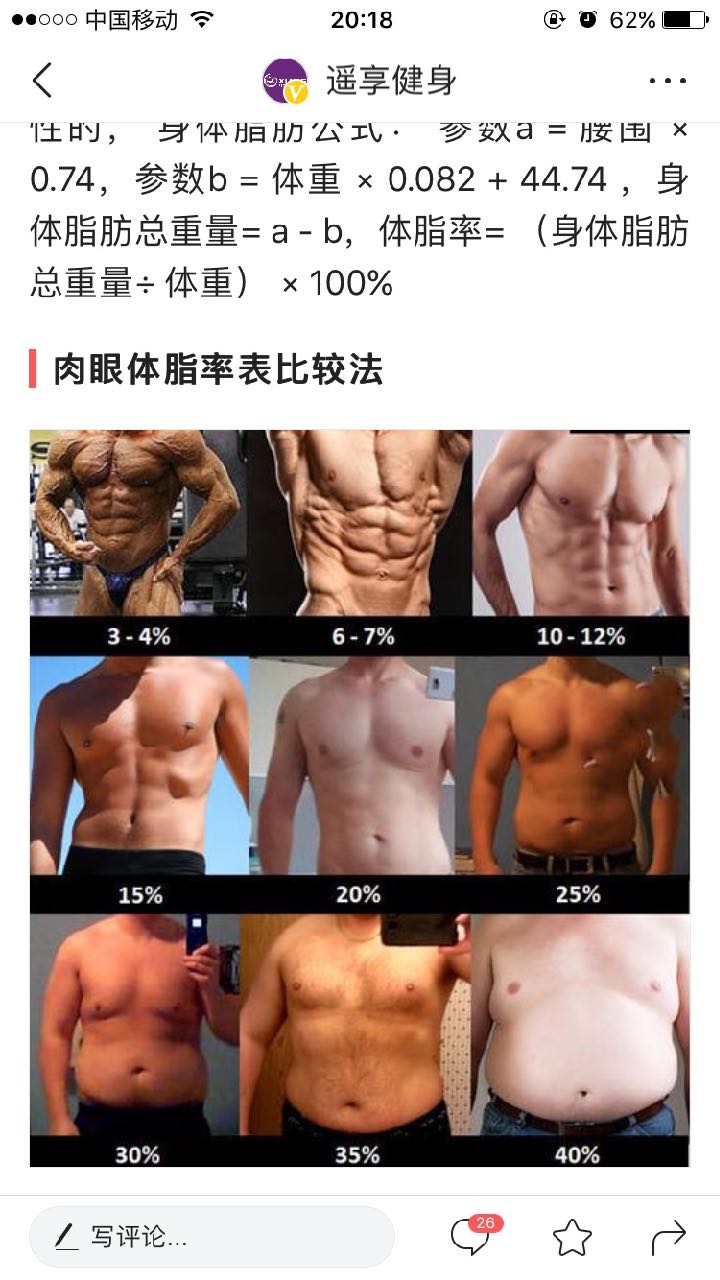 中国移动
20:18
62%
遥享健身
性的， 身体脂肪公式： 参数a = 腰围 ×
0.74，参数b = 体重 × 0.082 + 44.74 ，身
体脂肪总重量= a - b，体脂率= （身体脂肪
总重量÷ 体重） × 100%
肉眼体脂率表比较法
3 - 4%
6 - 7%
10 - 12%
15%
20%
25%
30%
35%
40%
写评论...
26